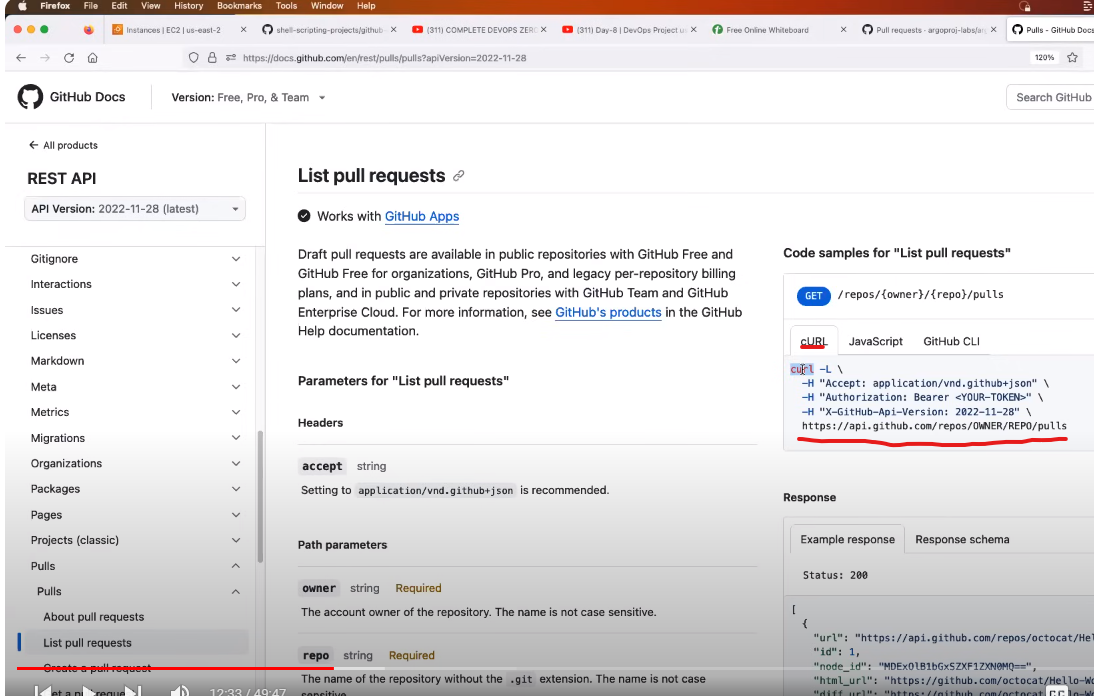 Firefox File Edit View History Bookmarks Tools Window Help
Instances | EC2 | us-east-2
shell-scripting-projects/github-
(311) COMPLETE DEVOPS ZERO
(311) Day-8 | DevOps Project us
Free Online Whiteboard
Pull requests · argoproj-labs/ar
Pulls - GitHub Docs
https://docs.github.com/en/rest/pulls/pulls?apiVersion=2022-11-28
120%
GitHub Docs
Version: Free, Pro, & Team
Search GitHub
All products
REST API
API Version: 2022-11-28 (latest)
Gitignore
Interactions
Issues
Licenses
Markdown
Meta
Metrics
Migrations
Organizations
Packages
Pages
Projects (classic)
Pulls
Pulls
About pull requests
List pull requests
Create a pull request
Get a pull request
List pull requests
Works with GitHub Apps
Draft pull requests are available in public repositories with GitHub Free and
GitHub Free for organizations, GitHub Pro, and legacy per-repository billing
plans, and in public and private repositories with GitHub Team and GitHub
Enterprise Cloud. For more information, see GitHub's products in the GitHub
Help documentation.
Parameters for "List pull requests"
Headers
accept string
Setting to application/vnd.github+json is recommended.
Path parameters
owner string Required
The account owner of the repository. The name is not case sensitive.
repo string Required
The name of the repository without the .git extension. The name is not case
sensitive.
Code samples for "List pull requests"
GET /repos/{owner}/{repo}/pulls
cURL JavaScript GitHub CLI
curl -L \
-H "Accept: application/vnd.github+json" \
-H "Authorization: Bearer <YOUR-TOKEN>" \
-H "X-GitHub-Api-Version: 2022-11-28" \
https://api.github.com/repos/OWNER/REPO/pulls
Response
Example response Response schema
Status: 200
[
{
"url": "https://api.github.com/repos/octocat/Hel
"id": 1,
"node_id": "MDExOlB1bGxSZXF1ZXN0MQ==",
"html_url": "https://github.com/octocat/Hello-Wo
"diff_url": "https://github.com/octocat/Hello-Wo
12:33 / 49:47
CC